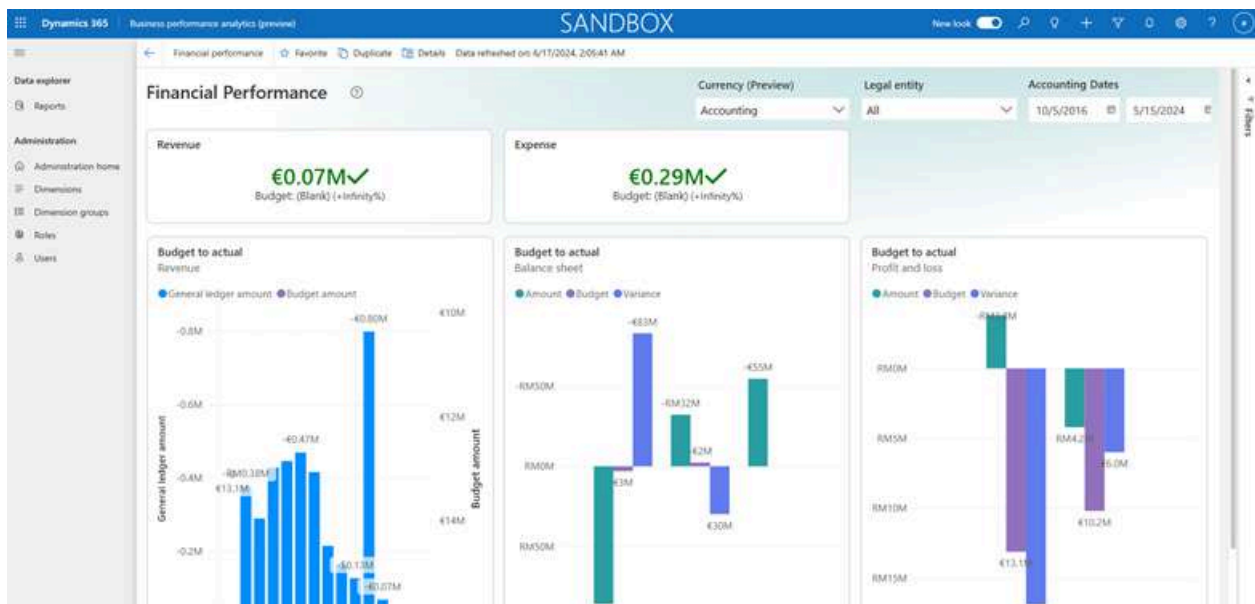 Dynamics 365 Business performance analytics (preview) SANDBOX New look
Financial performance Favorite Duplicate Details Data refreshed on: 6/17/2024, 2:05:41 AM
Data explorer
Reports
Administration
Administration home
Dimensions
Dimension groups
Roles
Users
Financial Performance
Currency (Preview)
Accounting
Legal entity
All
Accounting Dates
10/5/2016 5/15/2024
Filters
Revenue
€0.07M
Budget: (Blank) (+Infinity%)
Expense
€0.29M
Budget: (Blank) (+Infinity%)
Budget to actual
Revenue
General ledger amount Budget amount
General ledger amount
-0.8M
-0.6M
-0.4M
-0.2M
-€0.80M
-€0.47M
-RM0.38M
€13.1M
-€0.07M
€10M
€12M
€14M
Budget amount
Budget to actual
Balance sheet
Amount Budget Variance
-RM50M
RM0M
RM50M
-€83M
-€55M
-RM32M
-€2M
€3M
€30M
Budget to actual
Profit and loss
Amount Budget Variance
RM0M
RM5M
RM10M
RM15M
€6.0M
€10.2M
€13.1M